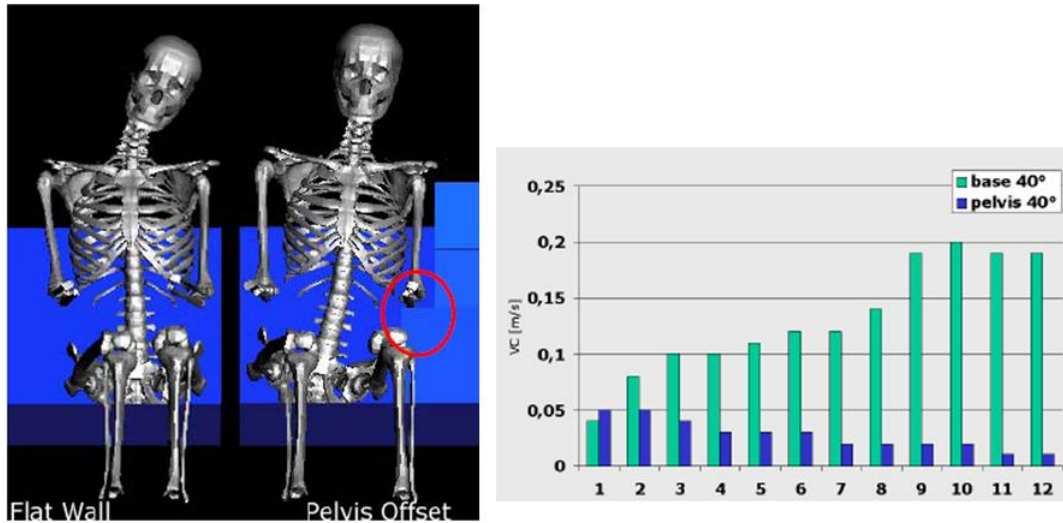 Flat Wall
Pelvis Offset
base 40°
pelvis 40°
VC [m/s]
0,25
0,2
0,15
0,1
0,05
0
1 2 3 4 5 6 7 8 9 10 11 12